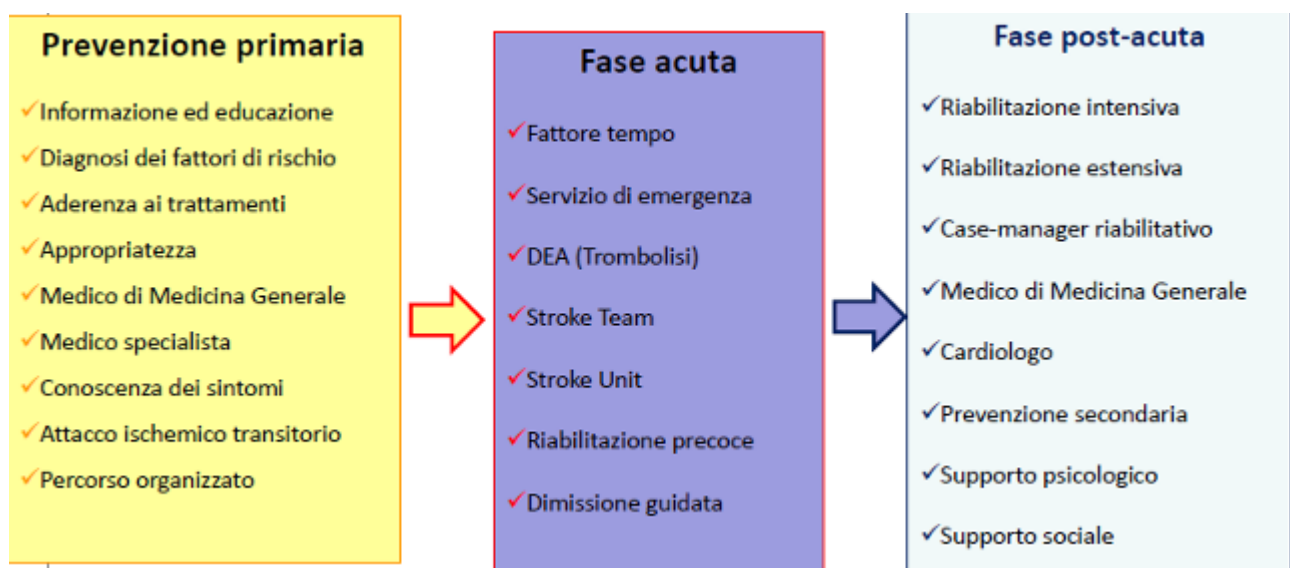 Prevenzione primaria
Informazione ed educazione
Diagnosi dei fattori di rischio
Aderenza ai trattamenti
Appropriatezza
Medico di Medicina Generale
Medico specialista
Conoscenza dei sintomi
Attacco ischemico transitorio
Percorso organizzato
Fase acuta
Fattore tempo
Servizio di emergenza
DEA (Trombolisi)
Stroke Team
Stroke Unit
Riabilitazione precoce
Dimissione guidata
Fase post-acuta
Riabilitazione intensiva
Riabilitazione estensiva
Case-manager riabilitativo
Medico di Medicina Generale
Cardiologo
Prevenzione secondaria
Supporto psicologico
Supporto sociale